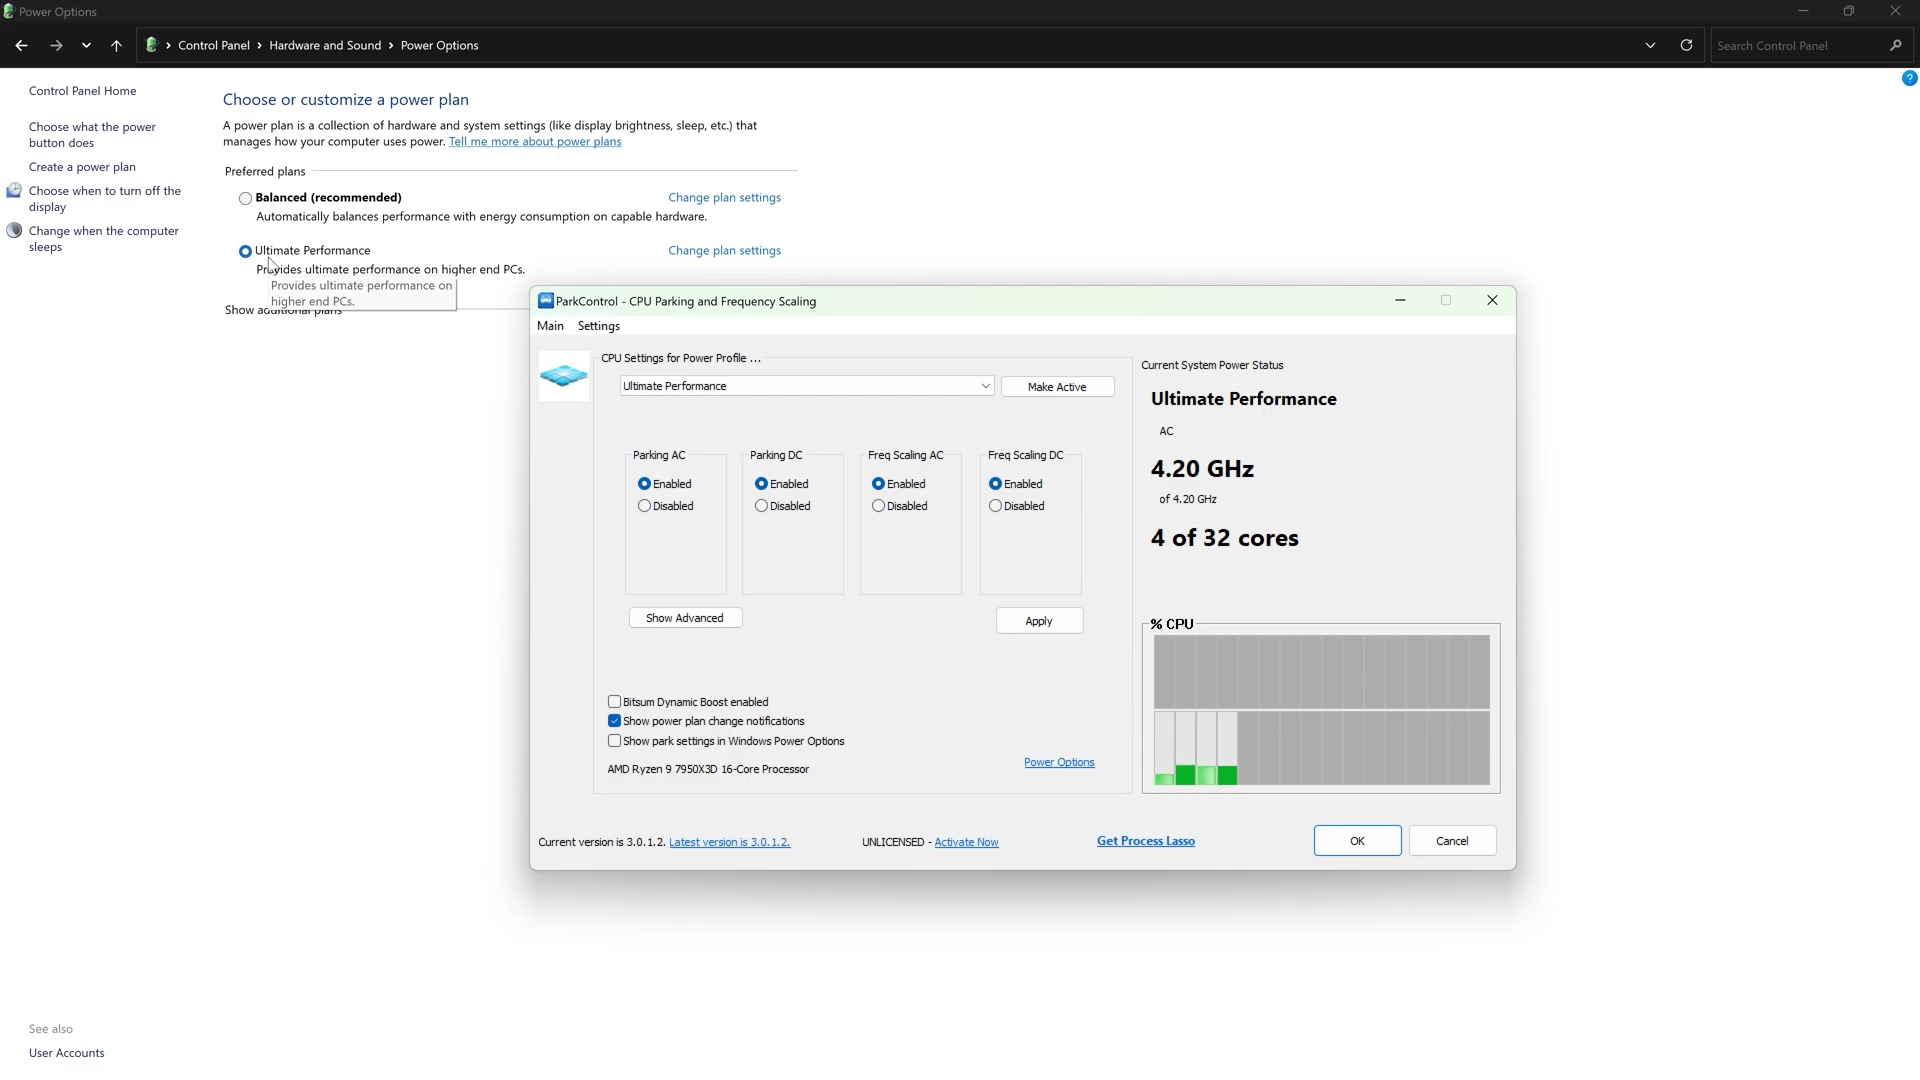 Power Options
Control Panel > Hardware and Sound > Power Options
Search Control Panel
?
Control Panel Home
Choose what the power
button does
Create a power plan
Choose when to turn off the
display
Change when the computer
sleeps
Choose or customize a power plan
A power plan is a collection of hardware and system settings (like display brightness, sleep, etc.) that
manages how your computer uses power. Tell me more about power plans
Preferred plans
Balanced (recommended)
Change plan settings
Automatically balances performance with energy consumption on capable hardware.
Ultimate Performance
Change plan settings
Provides ultimate performance on higher end PCs.
Provides ultimate performance on
higher end PCs.
Show additional plans
ParkControl - CPU Parking and Frequency Scaling
Main Settings
CPU Settings for Power Profile ...
Ultimate Performance
Make Active
Parking AC
Enabled
Disabled
Parking DC
Enabled
Disabled
Freq Scaling AC
Enabled
Disabled
Freq Scaling DC
Enabled
Disabled
Show Advanced
Apply
Bitsum Dynamic Boost enabled
Show power plan change notifications
Show park settings in Windows Power Options
AMD Ryzen 9 7950X3D 16-Core Processor
Power Options
Current System Power Status
Ultimate Performance
AC
4.20 GHz
of 4.20 GHz
4 of 32 cores
% CPU
Current version is 3.0.1.2. Latest version is 3.0.1.2.
UNLICENSED - Activate Now
Get Process Lasso
OK
Cancel
See also
User Accounts